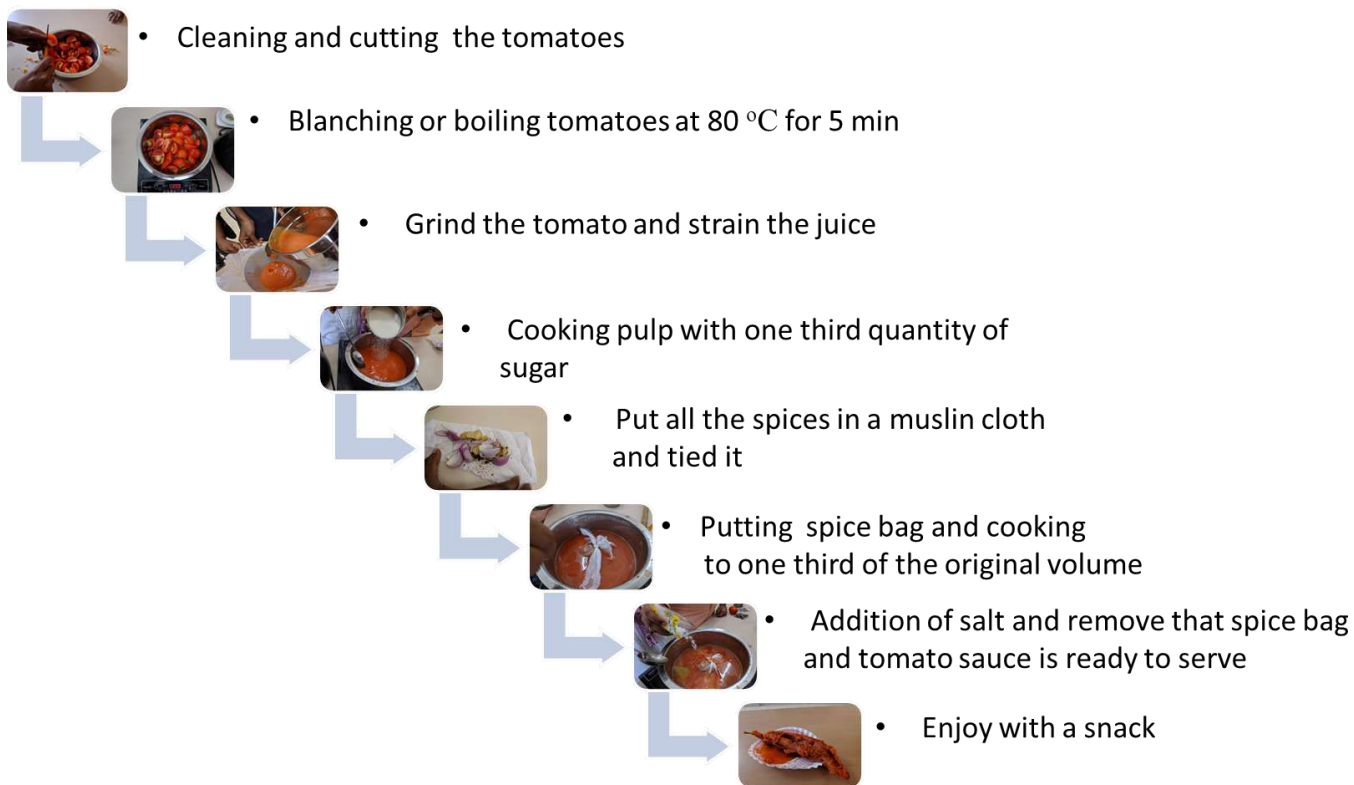 • Cleaning and cutting the tomatoes
• Blanching or boiling tomatoes at 80 °C for 5 min
• Grind the tomato and strain the juice
• Cooking pulp with one third quantity of
sugar
• Put all the spices in a muslin cloth
and tied it
• Putting spice bag and cooking
to one third of the original volume
• Addition of salt and remove that spice bag
and tomato sauce is ready to serve
• Enjoy with a snack